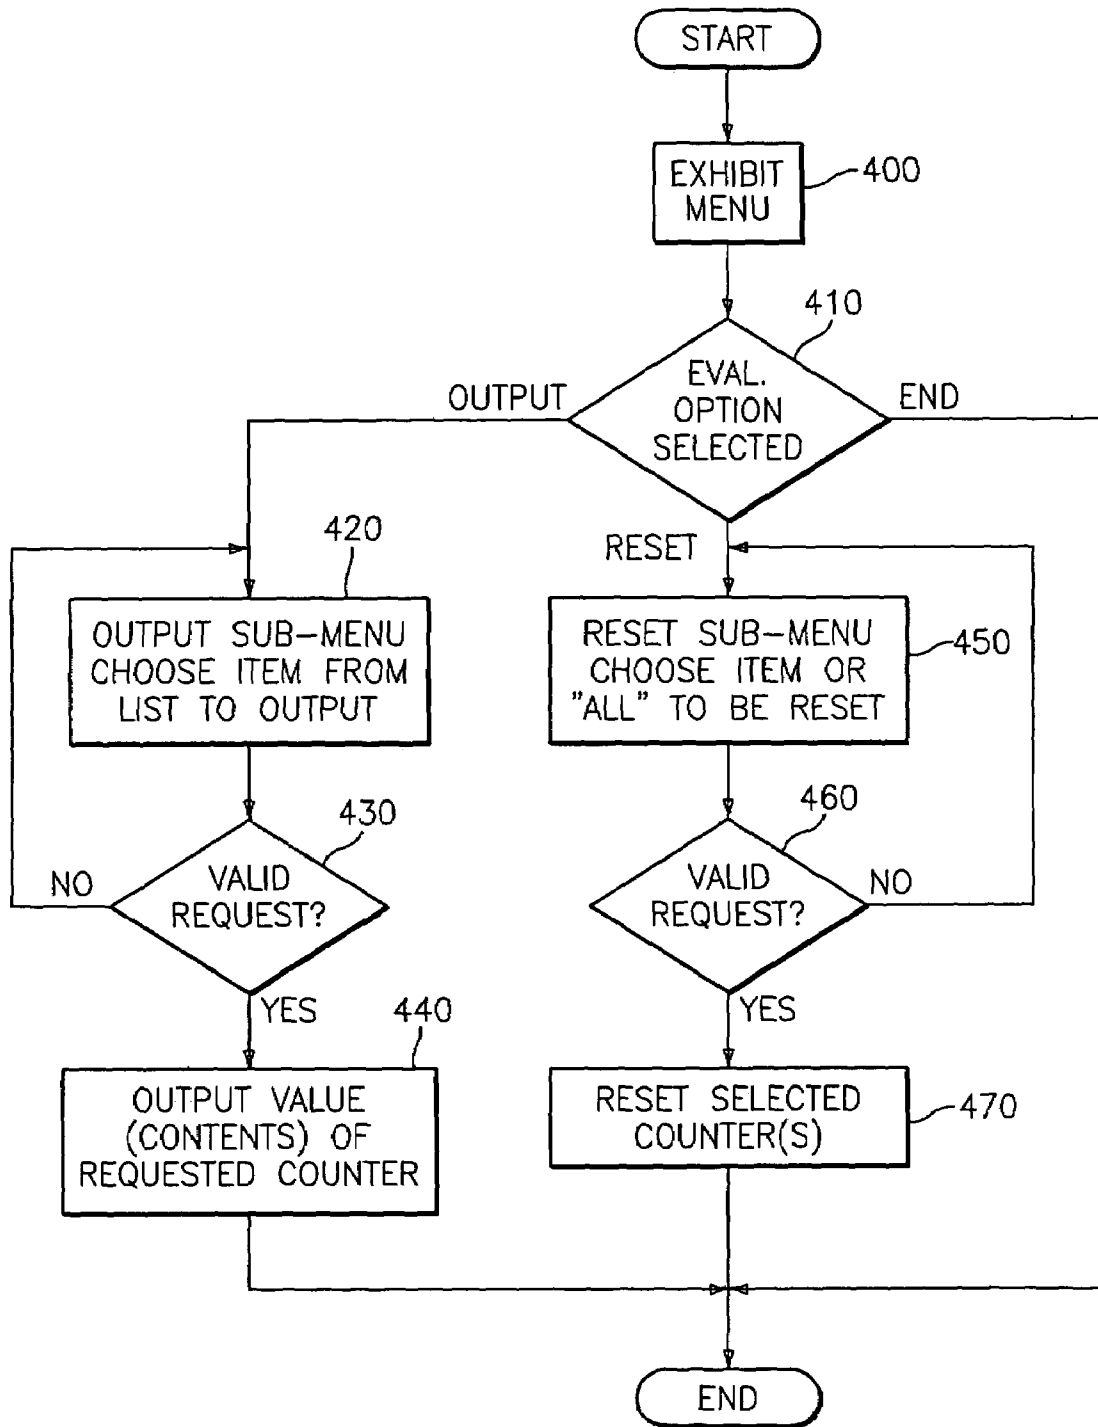 START
EXHIBIT
MENU
400
410
EVAL.
OPTION
SELECTED
OUTPUT
END
RESET
420
OUTPUT SUB-MENU
CHOOSE ITEM FROM
LIST TO OUTPUT
RESET SUB-MENU
CHOOSE ITEM OR
"ALL" TO BE RESET
450
430
VALID
REQUEST?
NO
YES
460
VALID
REQUEST?
NO
YES
440
OUTPUT VALUE
(CONTENTS) OF
REQUESTED COUNTER
RESET SELECTED
COUNTER(S)
470
END